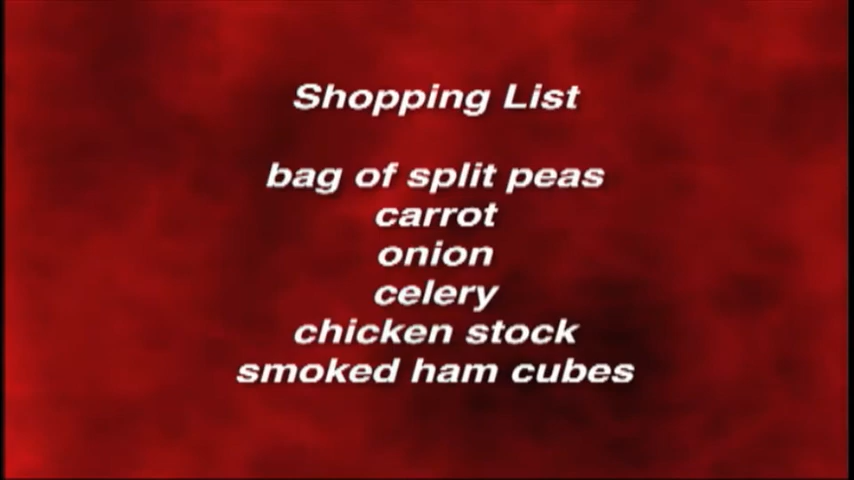 Shopping List
bag of split peas
carrot
onion
celery
chicken stock
smoked ham cubes